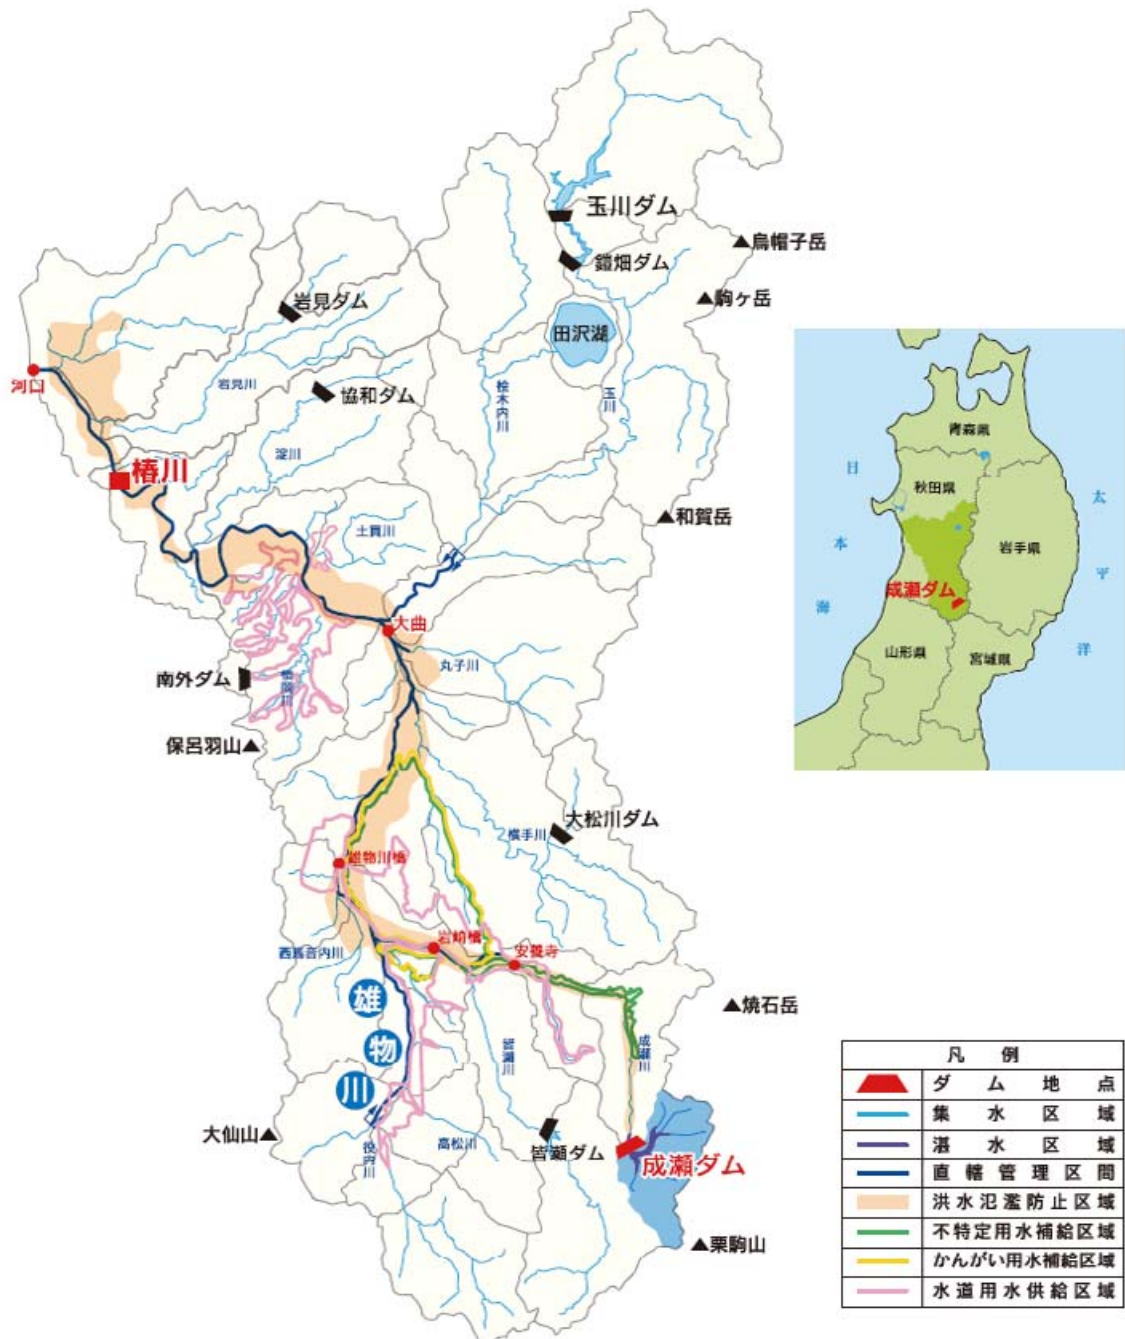 玉川ダム
▲烏帽子岳
鎧畑ダム
▲駒ヶ岳
岩見ダム
田沢湖
河口
岩見川
協和ダム
桧木内川
玉川
淀川
椿川
土買川
▲和賀岳
大曲
丸子川
南外ダム
楢岡川
保呂羽山▲
大松川ダム
横手川
雄物川橋
岩崎橋
安養寺
西馬音内川
雄
物
川
▲焼石岳
成瀬川
皆瀬川
大仙山▲
役内川
高松川
皆瀬ダム
成瀬ダム
▲栗駒山
青森県
日本海
秋田県
太平洋
岩手県
成瀬ダム
山形県
宮城県
凡例
ダム地点
集水区域
湛水区域
直轄管理区間
洪水氾濫防止区域
不特定用水補給区域
かんがい用水補給区域
水道用水供給区域